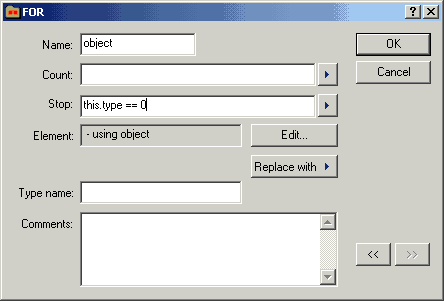 FOR
Name: object OK
Count: Cancel
Stop: this.type == 0
Element: - using object Edit...
Replace with
Type name:
Comments:
<< >>